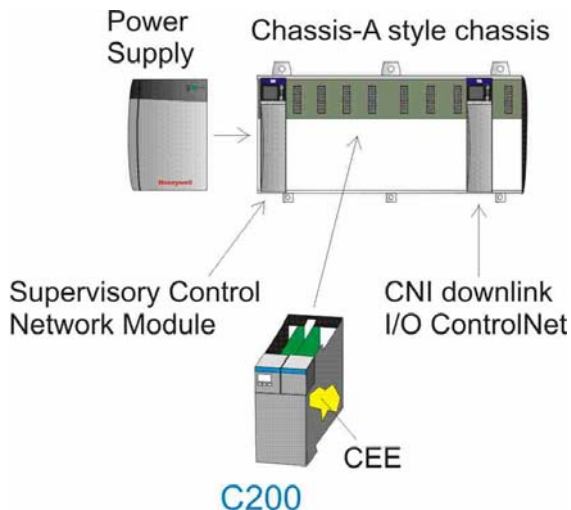 Power
Supply
Chassis-A style chassis
Honeywell
Supervisory Control
Network Module
CNI downlink
I/O ControlNet
CEE
C200